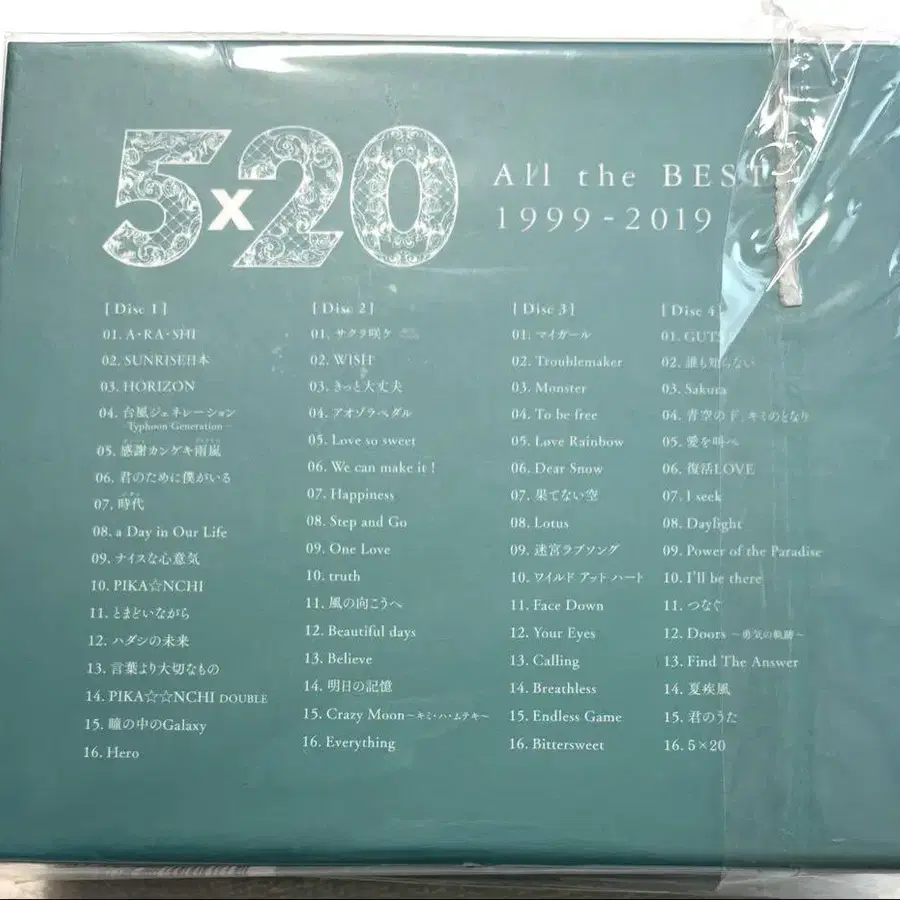 5×20
All the BEST!!
1999-2019
[Disc 1]
01. A・RA・SHI
02. SUNRISE日本
03. HORIZON
04. 台風ジェネレーション
-Typhoon Generation-
05. 感謝カンゲキ雨嵐
06. 君のために僕がいる
07. 時代
08. a Day in Our Life
09. ナイスな心意気
10. PIKA☆NCHI
11. とまどいながら
12. ハダシの未来
13. 言葉より大切なもの
14. PIKA☆☆NCHI DOUBLE
15. 瞳の中のGalaxy
16. Hero
[Disc 2]
01. サクラ咲ケ
02. WISH
03. きっと大丈夫
04. アオゾラペダル
05. Love so sweet
06. We can make it !
07. Happiness
08. Step and Go
09. One Love
10. truth
11. 風の向こうへ
12. Beautiful days
13. Believe
14. 明日の記憶
15. Crazy Moon～キミ・ハ・ムテキ～
16. Everything
[Disc 3]
01. マイガール
02. Troublemaker
03. Monster
04. To be free
05. Løve Rainbow
06. Dear Snow
07. 果てない空
08. Lotus
09. 迷宮ラブソング
10. ワイルド アット ハート
11. Face Down
12. Your Eyes
13. Calling
14. Breathless
15. Endless Game
16. Bittersweet
[Disc 4]
01. GUTS !
02. 誰も知らない
03. Sakura
04. 青空の下、キミのとなり
05. 愛を叫べ
06. 復活LOVE
07. I seek
08. Daylight
09. Power of the Paradise
10. I'll be there
11. つなぐ
12. Doors ～勇気の軌跡～
13. Find The Answer
14. 夏疾風
15. 君のうた
16. 5×20